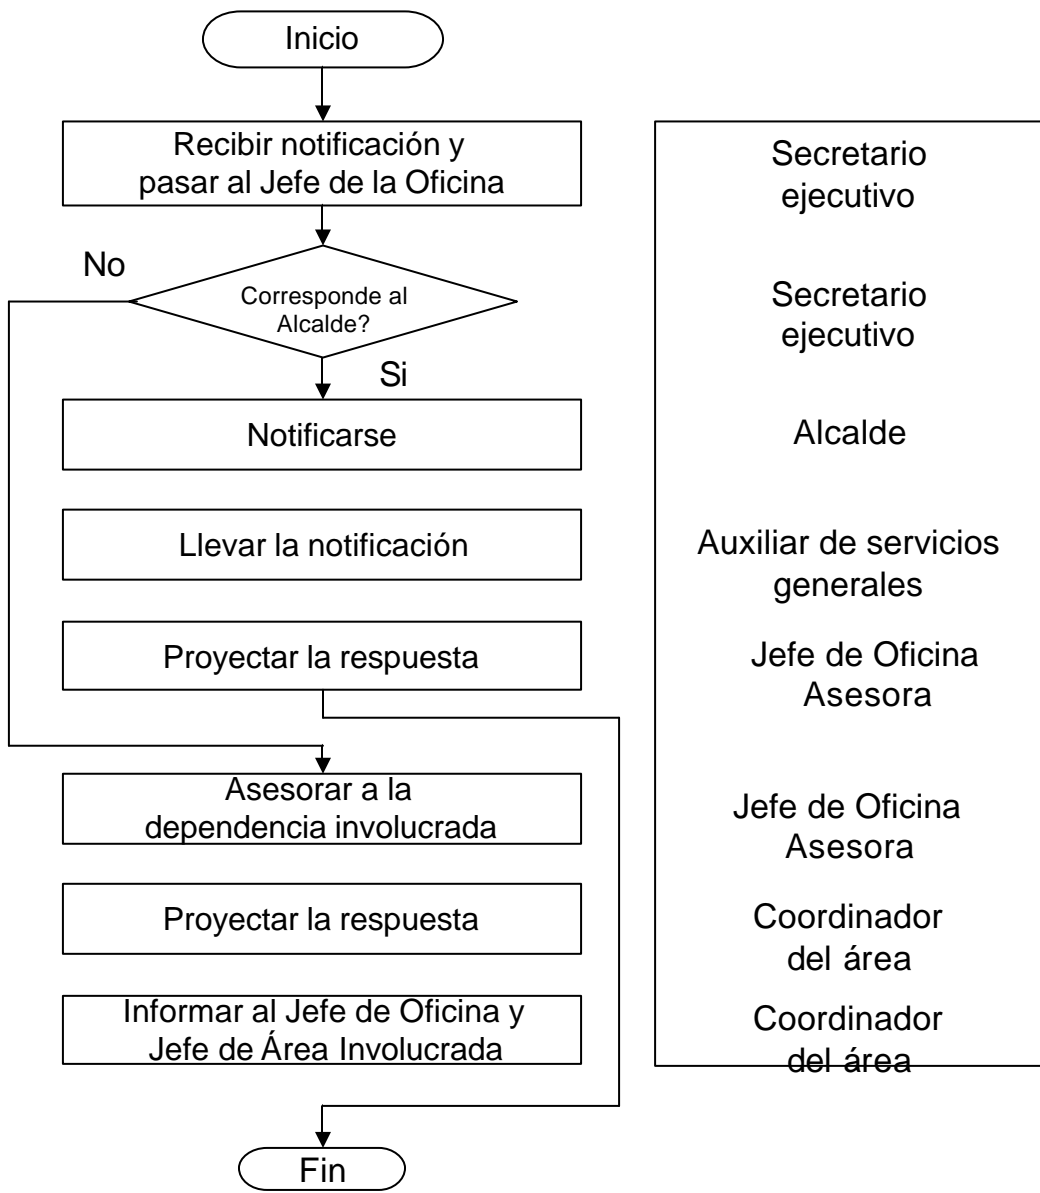 Inicio
Recibir notificación y
pasar al Jefe de la Oficina
Secretario
ejecutivo
No
Corresponde al
Alcalde?
Secretario
ejecutivo
Si
Notificarse
Alcalde
Llevar la notificación
Auxiliar de servicios
generales
Proyectar la respuesta
Jefe de Oficina
Asesora
Asesorar a la
dependencia involucrada
Jefe de Oficina
Asesora
Proyectar la respuesta
Coordinador
del área
Informar al Jefe de Oficina y
Jefe de Área Involucrada
Coordinador
del área
Fin